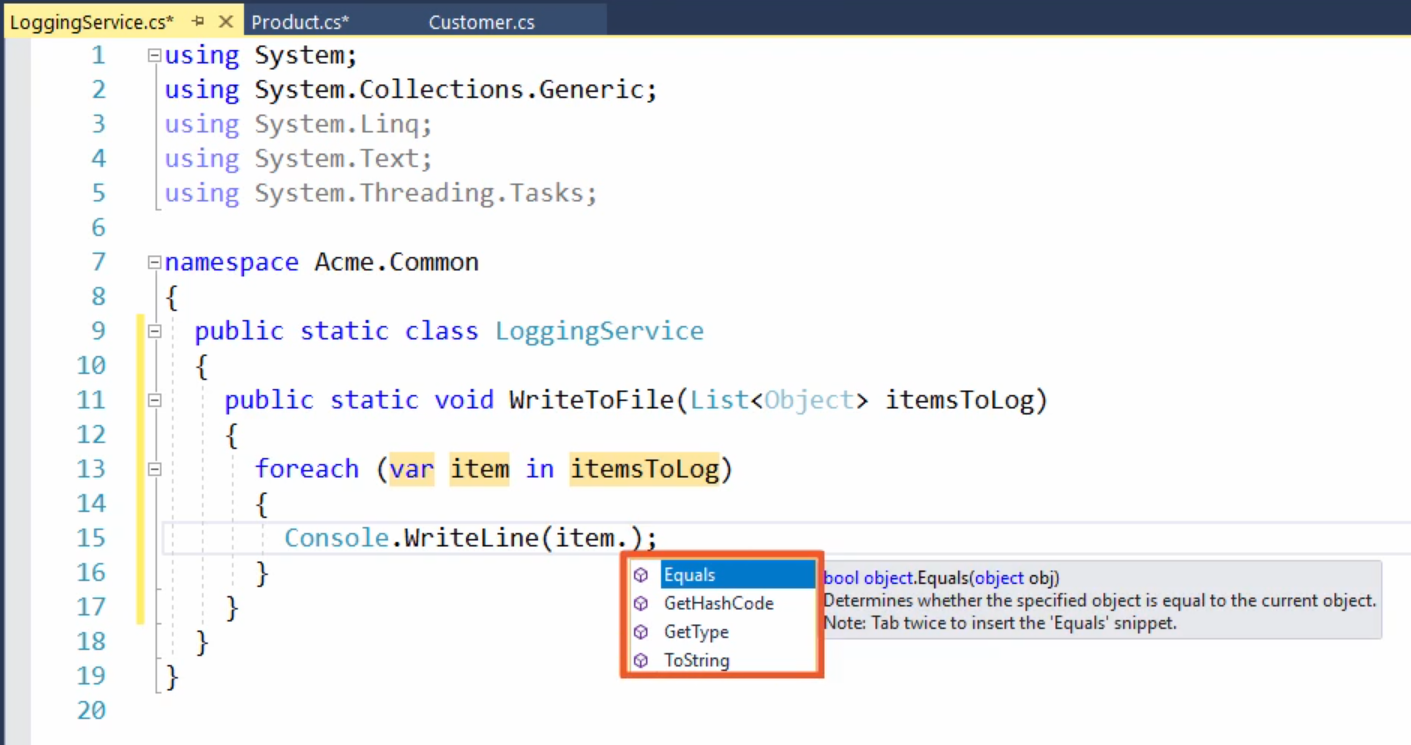 LoggingService.cs* Product.cs* Customer.cs
1 using System;
2 using System.Collections.Generic;
3 using System.Linq;
4 using System.Text;
5 using System.Threading.Tasks;
6
7 namespace Acme.Common
8 {
9 public static class LoggingService
10 {
11 public static void WriteToFile(List<Object> itemsToLog)
12 {
13 foreach (var item in itemsToLog)
14 {
15 Console.WriteLine(item.);
16 }
17 }
18 }
19 }
20
Equals
GetHashCode
GetType
ToString
bool object.Equals(object obj)
Determines whether the specified object is equal to the current object.
Note: Tab twice to insert the 'Equals' snippet.